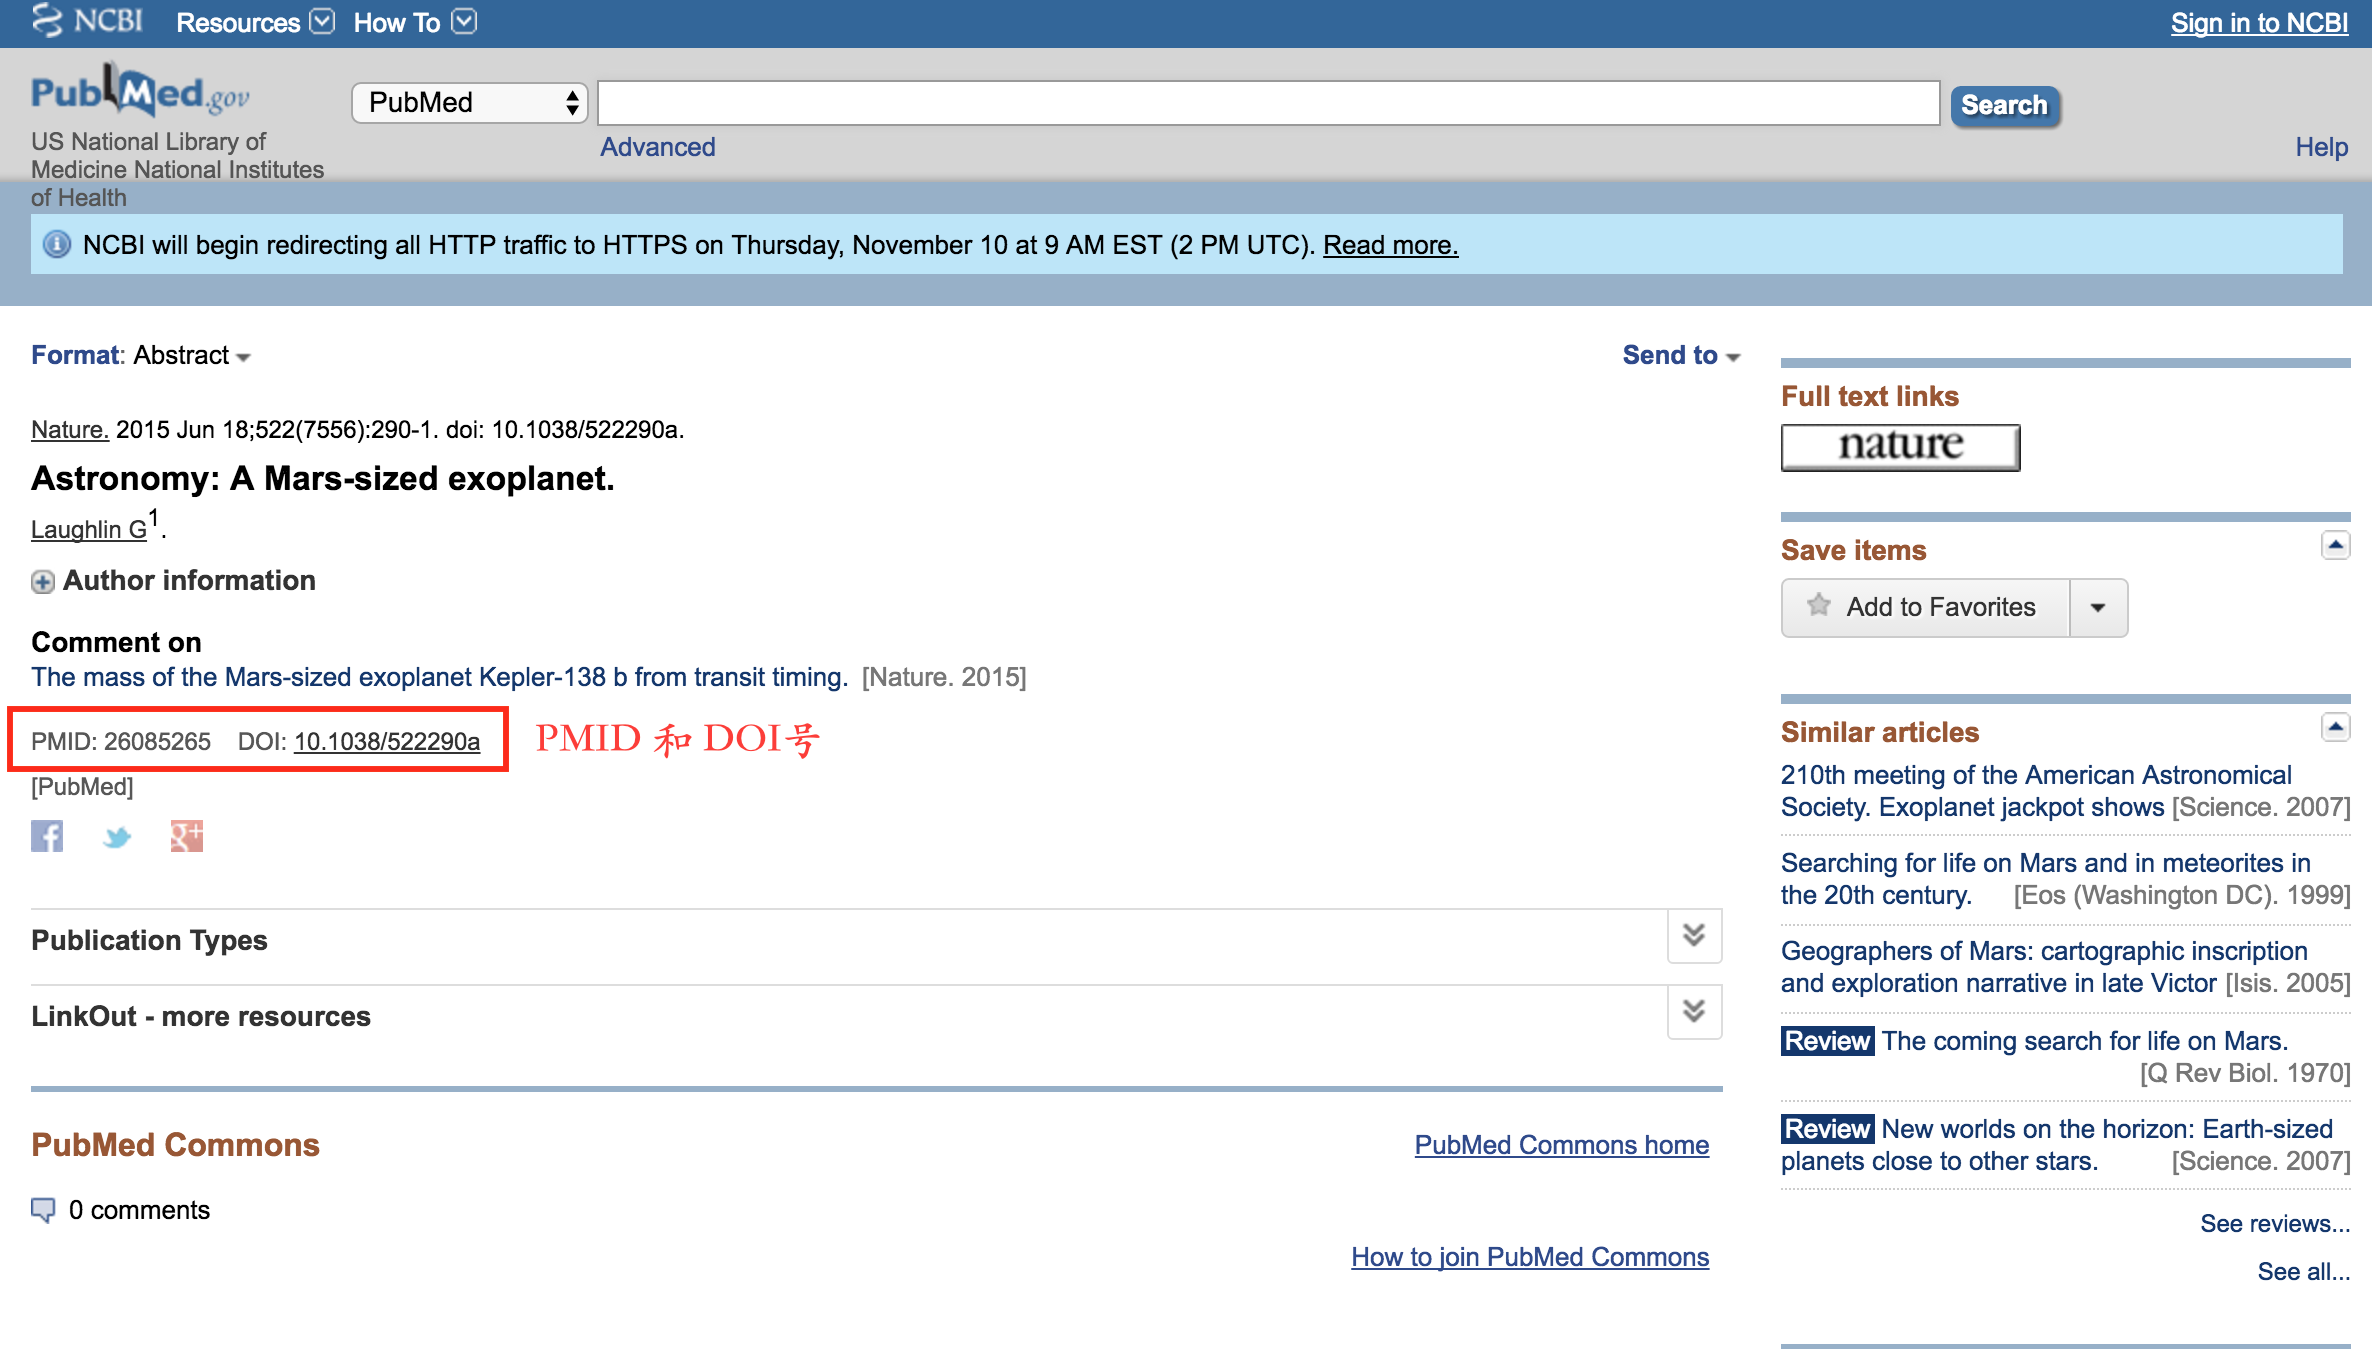 NCBI Resources How To Sign in to NCBI
PubMed.gov
US National Library of
Medicine National Institutes
of Health
PubMed
Search
Advanced
Help
NCBI will begin redirecting all HTTP traffic to HTTPS on Thursday, November 10 at 9 AM EST (2 PM UTC). Read more.
Format: Abstract
Send to
Nature. 2015 Jun 18;522(7556):290-1. doi: 10.1038/522290a.
Astronomy: A Mars-sized exoplanet.
Laughlin G1.
Author information
Comment on
The mass of the Mars-sized exoplanet Kepler-138 b from transit timing. [Nature. 2015]
PMID: 26085265 DOI: 10.1038/522290a
PMID 和 DOI号
[PubMed]
f
g+
Publication Types
LinkOut - more resources
PubMed Commons
PubMed Commons home
0 comments
How to join PubMed Commons
Full text links
nature
Save items
Add to Favorites
Similar articles
210th meeting of the American Astronomical
Society. Exoplanet jackpot shows [Science. 2007]
Searching for life on Mars and in meteorites in
the 20th century. [Eos (Washington DC). 1999]
Geographers of Mars: cartographic inscription
and exploration narrative in late Victor [Isis. 2005]
Review The coming search for life on Mars.
[Q Rev Biol. 1970]
Review New worlds on the horizon: Earth-sized
planets close to other stars. [Science. 2007]
See reviews...
See all...